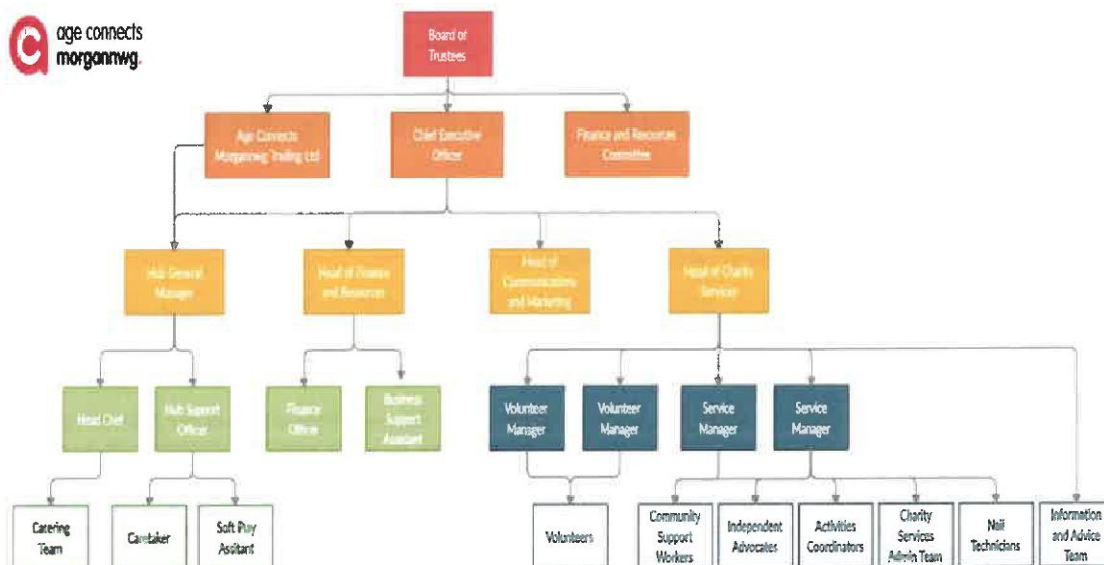 age connects
morgannwg.
Board of
Trustees
Age Connects
Morgannwg Trading Ltd
Chief Executive
Officer
Finance and Resources
Committee
Hub General
Manager
Head of Finance
and Resources
Head of
Communications
and Marketing
Head of Charity
Services
Head Chef
Hub Support
Officer
Finance
Officer
Business
Support
Assistant
Volunteer
Manager
Volunteer
Manager
Service
Manager
Service
Manager
Catering
Team
Caretaker
Soft Play
Assitant
Volunteers
Community
Support
Workers
Independent
Advocates
Activities
Coordinators
Charity
Services
Admin Team
Nail
Technicians
Information
and Advice
Team